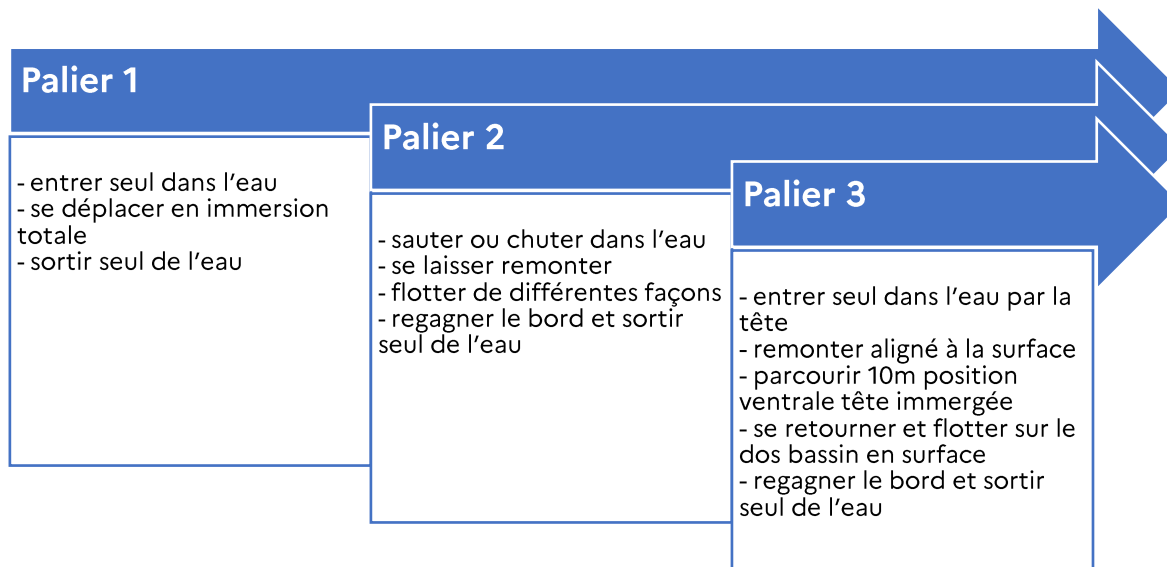 Palier 1
- entrer seul dans l’eau
- se déplacer en immersion
totale
- sortir seul de l’eau
Palier 2
- sauter ou chuter dans l’eau
- se laisser remonter
- flotter de différentes façons
- regagner le bord et sortir
seul de l’eau
Palier 3
- entrer seul dans l’eau par la
tête
- remonter aligné à la surface
- parcourir 10m position
ventrale tête immergée
- se retourner et flotter sur le
dos bassin en surface
- regagner le bord et sortir
seul de l’eau